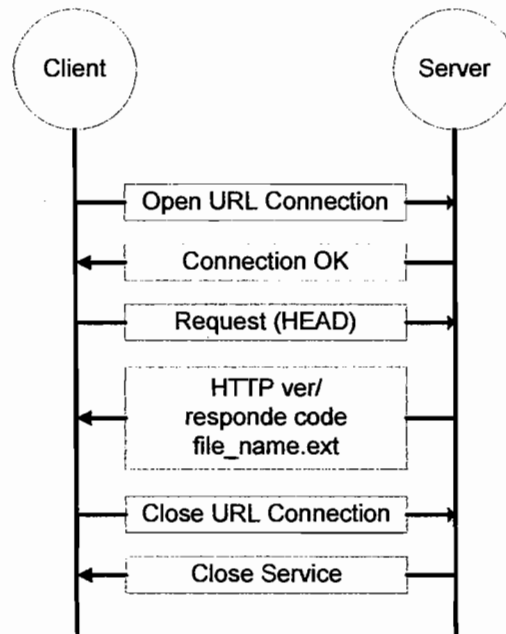 Client
Server
Open URL Connection
Connection OK
Request (HEAD)
HTTP ver/
responde code
file_name.ext
Close URL Connection
Close Service